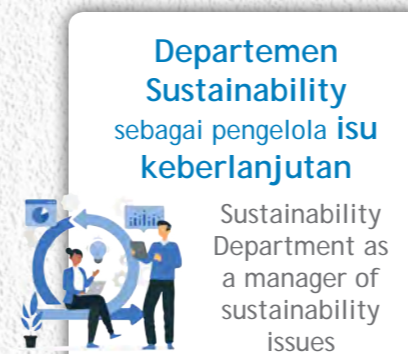 Departemen
Sustainability
sebagai pengelola isu
keberlanjutan
Sustainability
Department as
a manager of
sustainability
issues